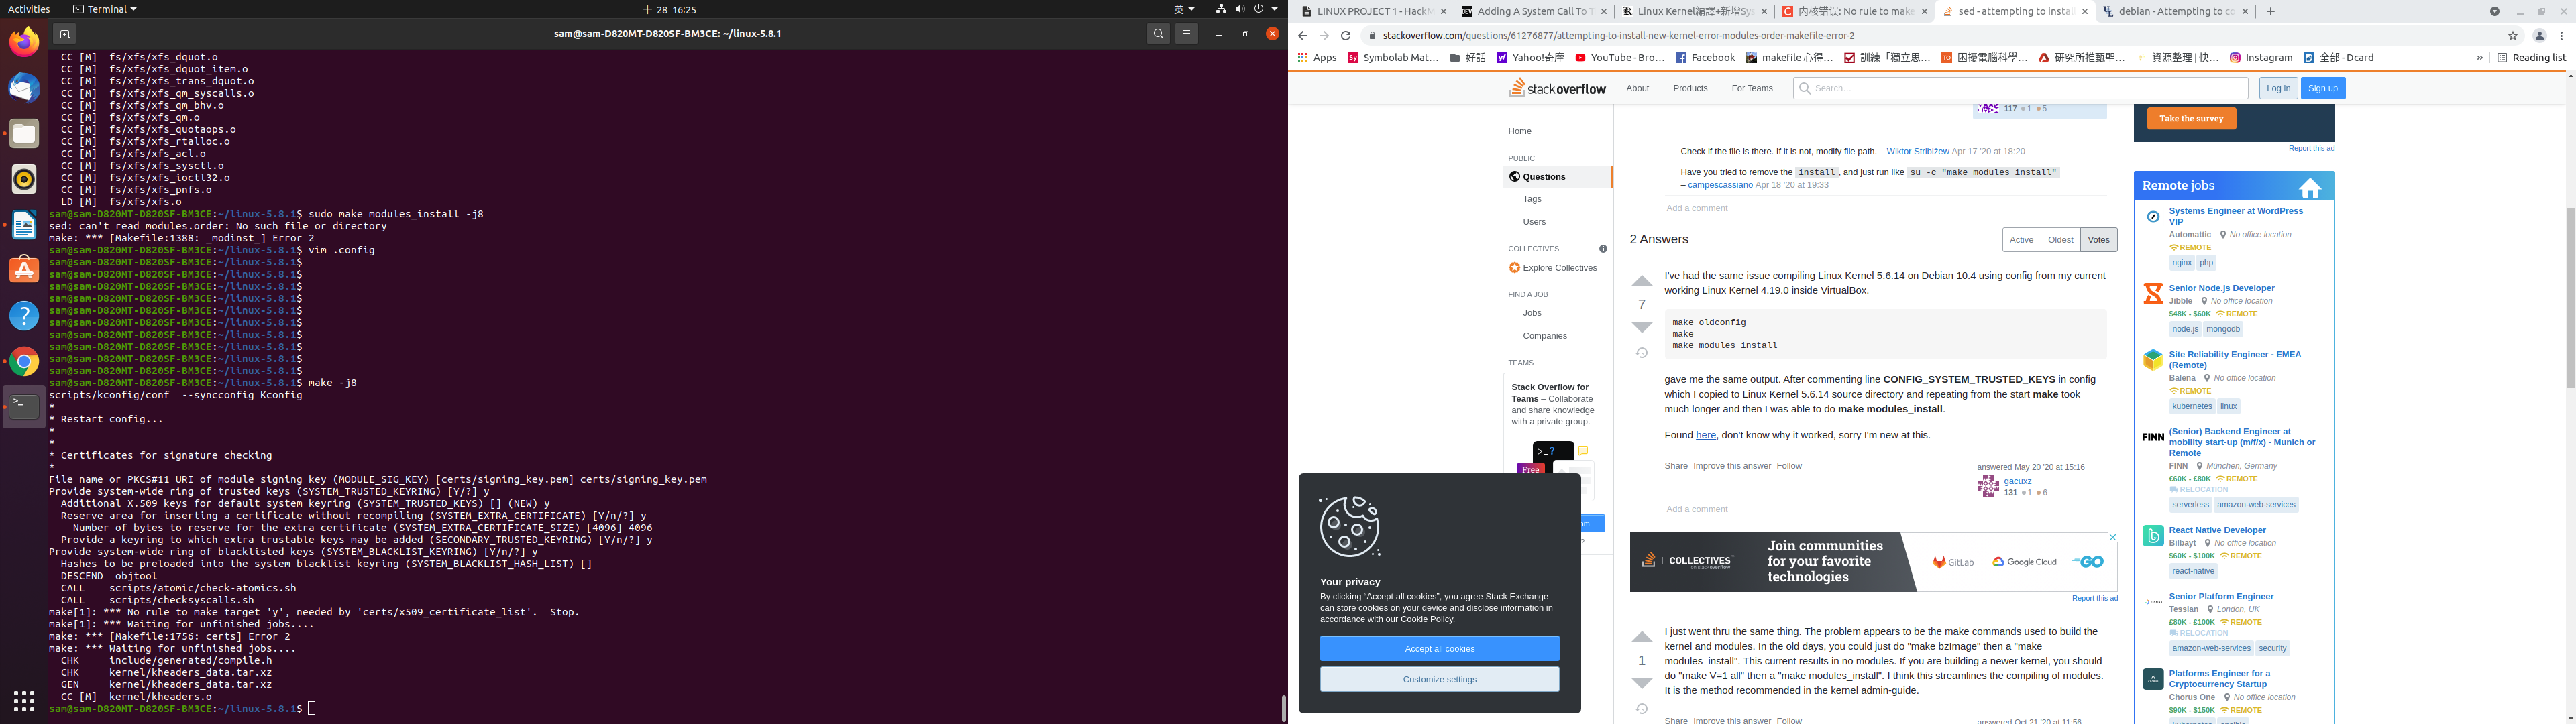 Activities
Terminal
十 28 16:25
英
sam@sam-D820MT-D820SF-BM3CE: ~/linux-5.8.1
CC [M] fs/xfs/xfs_dquot.o
CC [M] fs/xfs/xfs_dquot_item.o
CC [M] fs/xfs/xfs_trans_dquot.o
CC [M] fs/xfs/xfs_qm_syscalls.o
CC [M] fs/xfs/xfs_qm_bhv.o
CC [M] fs/xfs/xfs_qm.o
CC [M] fs/xfs/xfs_quotaops.o
CC [M] fs/xfs/xfs_rtalloc.o
CC [M] fs/xfs/xfs_acl.o
CC [M] fs/xfs/xfs_sysctl.o
CC [M] fs/xfs/xfs_ioctl32.o
CC [M] fs/xfs/xfs_pnfs.o
LD [M] fs/xfs/xfs.o
sam@sam-D820MT-D820SF-BM3CE:~/linux-5.8.1$ sudo make modules_install -j8
sed: can't read modules.order: No such file or directory
make: *** [Makefile:1388: _modinst_] Error 2
sam@sam-D820MT-D820SF-BM3CE:~/linux-5.8.1$ vim .config
sam@sam-D820MT-D820SF-BM3CE:~/linux-5.8.1$
sam@sam-D820MT-D820SF-BM3CE:~/linux-5.8.1$
sam@sam-D820MT-D820SF-BM3CE:~/linux-5.8.1$
sam@sam-D820MT-D820SF-BM3CE:~/linux-5.8.1$
sam@sam-D820MT-D820SF-BM3CE:~/linux-5.8.1$
sam@sam-D820MT-D820SF-BM3CE:~/linux-5.8.1$
sam@sam-D820MT-D820SF-BM3CE:~/linux-5.8.1$
sam@sam-D820MT-D820SF-BM3CE:~/linux-5.8.1$
sam@sam-D820MT-D820SF-BM3CE:~/linux-5.8.1$
sam@sam-D820MT-D820SF-BM3CE:~/linux-5.8.1$
sam@sam-D820MT-D820SF-BM3CE:~/linux-5.8.1$ make -j8
scripts/kconfig/conf --syncconfig Kconfig
*
* Restart config...
*
*
* Certificates for signature checking
*
File name or PKCS#11 URI of module signing key (MODULE_SIG_KEY) [certs/signing_key.pem] certs/signing_key.pem
Provide system-wide ring of trusted keys (SYSTEM_TRUSTED_KEYRING) [Y/?] y
Additional X.509 keys for default system keyring (SYSTEM_TRUSTED_KEYS) [] (NEW) y
Reserve area for inserting a certificate without recompiling (SYSTEM_EXTRA_CERTIFICATE) [Y/n/?] y
Number of bytes to reserve for the extra certificate (SYSTEM_EXTRA_CERTIFICATE_SIZE) [4096] 4096
Provide a keyring to which extra trustable keys may be added (SECONDARY_TRUSTED_KEYRING) [Y/n/?] y
Provide system-wide ring of blacklisted keys (SYSTEM_BLACKLIST_KEYRING) [Y/n/?] y
Hashes to be preloaded into the system blacklist keyring (SYSTEM_BLACKLIST_HASH_LIST) []
DESCEND objtool
CALL scripts/atomic/check-atomics.sh
CALL scripts/checksyscalls.sh
make[1]: *** No rule to make target 'y', needed by 'certs/x509_certificate_list'. Stop.
make[1]: *** Waiting for unfinished jobs....
make: *** [Makefile:1756: certs] Error 2
make: *** Waiting for unfinished jobs....
CHK include/generated/compile.h
CHK kernel/kheaders_data.tar.xz
GEN kernel/kheaders_data.tar.xz
CC [M] kernel/kheaders.o
sam@sam-D820MT-D820SF-BM3CE:~/linux-5.8.1$
LINUX PROJECT 1 - HackM
Adding A System Call To T
Linux Kernel編譯+新增Sys
内核错误: No rule to make
sed - attempting to instal
debian - Attempting to co
stackoverflow.com/questions/61276877/attempting-to-install-new-kernel-error-modules-order-makefile-error-2
Apps
Symbolab Mat…
好話
Yahoo!奇摩
YouTube - Bro…
Facebook
makefile 心得…
訓練「獨立思…
困擾電腦科學…
研究所推甄聖…
資源整理 | 快…
Instagram
全部 - Dcard
»
Reading list
stackoverflow
About
Products
For Teams
Search...
Log in
Sign up
Home
PUBLIC
Questions
Tags
Users
COLLECTIVES
Explore Collectives
FIND A JOB
Jobs
Companies
TEAMS
Stack Overflow for
Teams – Collaborate
and share knowledge
with a private group.
Free
117 1 5
Check if the file is there. If it is not, modify file path. – Wiktor Stribiżew Apr 17 '20 at 18:20
Have you tried to remove the install, and just run like su -c "make modules_install"
– campescassiano Apr 18 '20 at 19:33
Add a comment
2 Answers
Active
Oldest
Votes
7
I've had the same issue compiling Linux Kernel 5.6.14 on Debian 10.4 using config from my current
working Linux Kernel 4.19.0 inside VirtualBox.
make oldconfig
make
make modules_install
gave me the same output. After commenting line CONFIG_SYSTEM_TRUSTED_KEYS in config
which I copied to Linux Kernel 5.6.14 source directory and repeating from the start make took
much longer and then I was able to do make modules_install.
Found here, don't know why it worked, sorry I'm new at this.
Share Improve this answer Follow
answered May 20 '20 at 15:16
gacuxz
131 1 6
Add a comment
COLLECTIVES
Join communities
for your favorite
technologies
GitLab
Google Cloud
GO
Report this ad
1
I just went thru the same thing. The problem appears to be the make commands used to build the
kernel and modules. In the old days, you could just do "make bzImage" then a "make
modules_install". This current results in no modules. If you are building a newer kernel, you should
do "make V=1 all" then a "make modules_install". I think this streamlines the compiling of modules.
It is the method recommended in the kernel admin-guide.
Share Improve this answer Follow
answered Oct 21 '20 at 11:56
Your privacy
By clicking “Accept all cookies”, you agree Stack Exchange
can store cookies on your device and disclose information in
accordance with our Cookie Policy.
Accept all cookies
Customize settings
Take the survey
Report this ad
Remote jobs
Systems Engineer at WordPress
VIP
Automattic No office location
REMOTE
nginx php
Senior Node.js Developer
Jibble No office location
$48K - $60K REMOTE
node.js mongodb
Site Reliability Engineer - EMEA
(Remote)
Balena No office location
REMOTE
kubernetes linux
FINN
(Senior) Backend Engineer at
mobility start-up (m/f/x) - Munich or
Remote
FINN München, Germany
€60K - €80K REMOTE
RELOCATION
serverless amazon-web-services
React Native Developer
Bilbayt No office location
$60K - $100K REMOTE
react-native
Senior Platform Engineer
Tessian London, UK
£80K - £100K REMOTE
RELOCATION
amazon-web-services security
Platforms Engineer for a
Cryptocurrency Startup
Chorus One No office location
$90K - $150K REMOTE